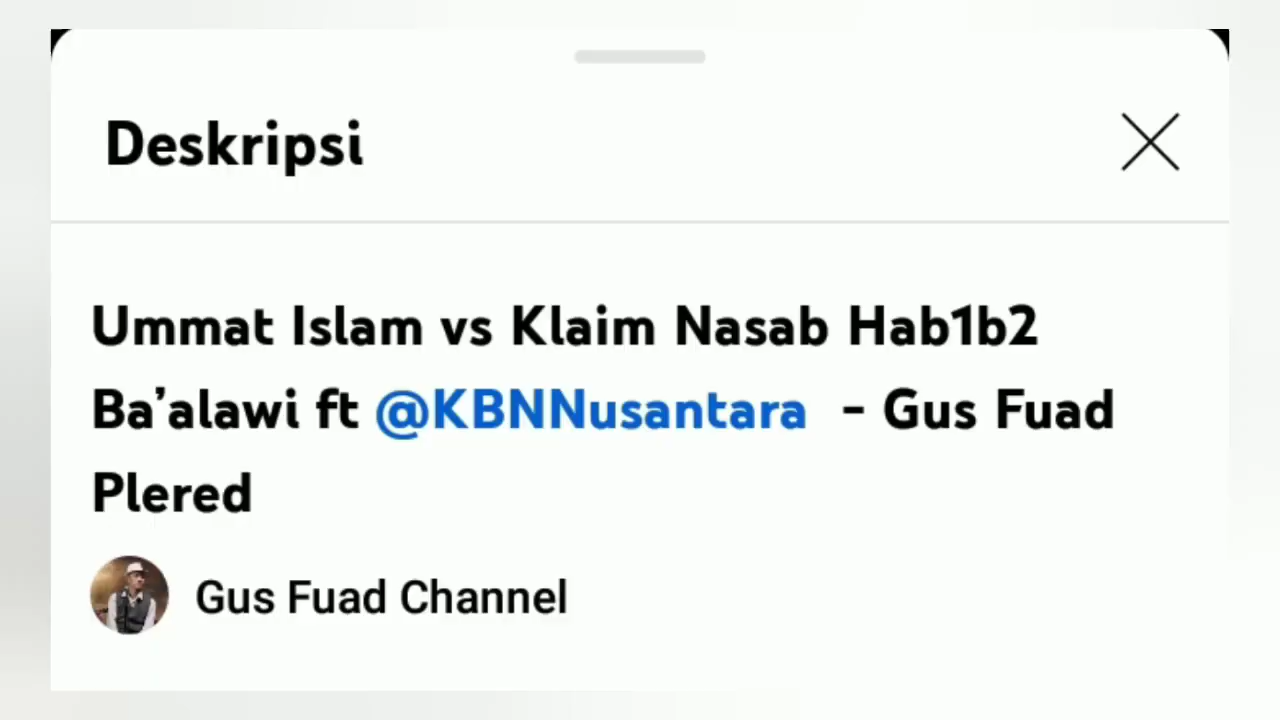 Deskripsi
Ummat Islam vs Klaim Nasab Hab1b2
Ba’alawi ft @KBNNusantara - Gus Fuad
Plered
Gus Fuad Channel